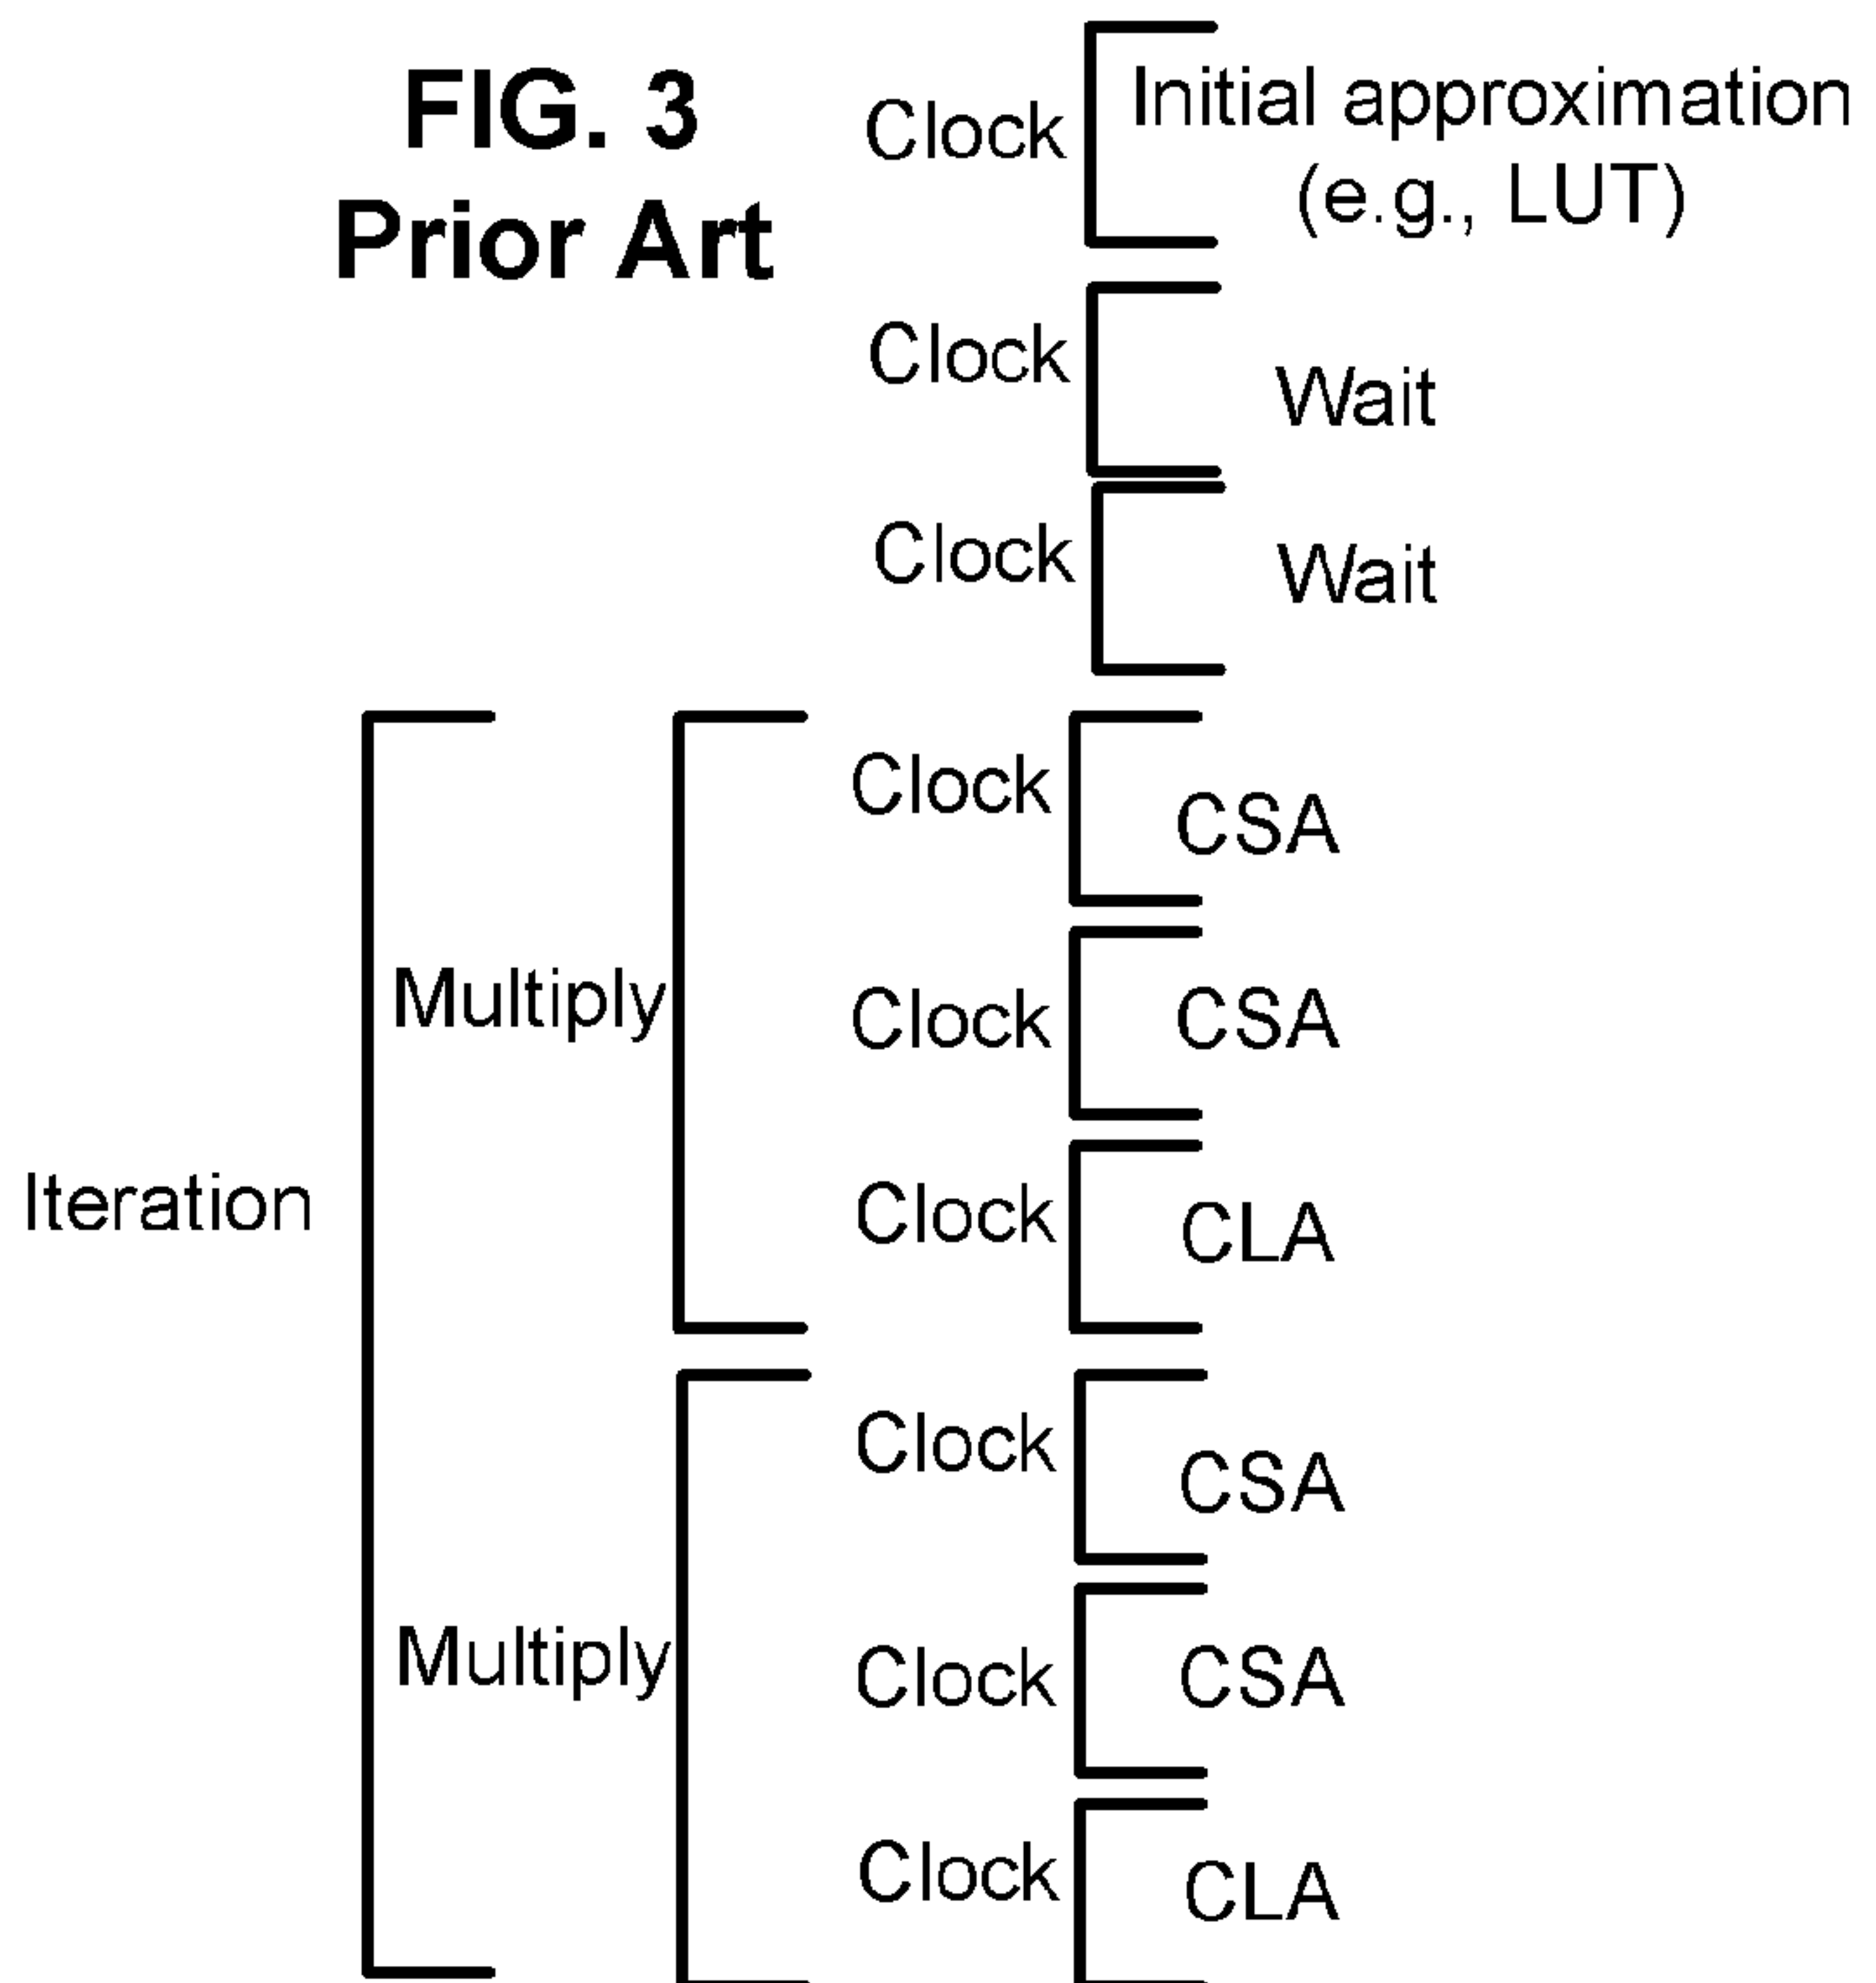 FIG. 3
Prior Art
Clock
Initial approximation
(e.g., LUT)
Clock
Wait
Clock
Wait
Iteration
Multiply
Clock
CSA
Clock
CSA
Clock
CLA
Multiply
Clock
CSA
Clock
CSA
Clock
CLA